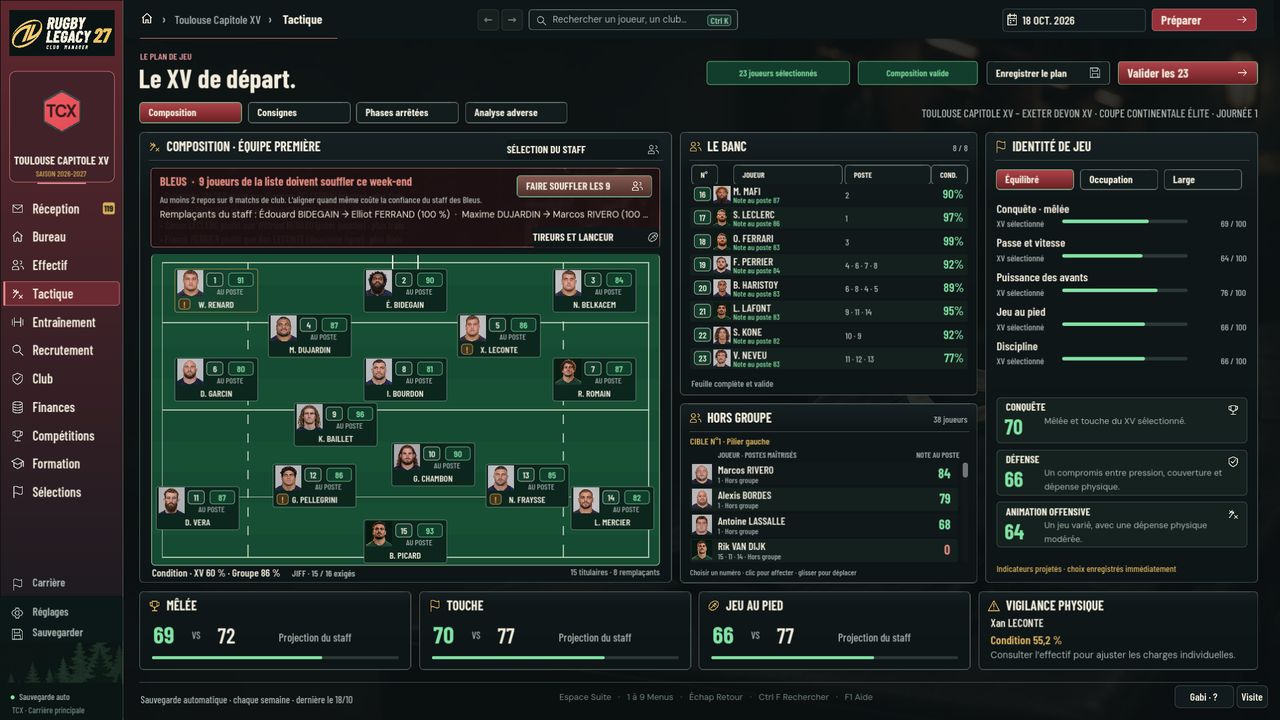 RUGBY
LEGACY 27
CLUB MANAGER
Toulouse Capitole XV › Tactique
Rechercher un joueur, un club... Ctrl K
18 OCT. 2026
Préparer
TCX
TOULOUSE CAPITOLE XV
SAISON 2026-2027
Réception 119
Bureau
Effectif
Tactique
Entraînement
Recrutement
Club
Finances
Compétitions
Formation
Sélections
Carrière
Réglages
Sauvegarder
Sauvegarde auto
TCX · Carrière principale
LE PLAN DE JEU
Le XV de départ.
23 joueurs sélectionnés
Composition valide
Enregistrer le plan
Valider les 23
Composition
Consignes
Phases arrêtées
Analyse adverse
TOULOUSE CAPITOLE XV – EXETER DEVON XV · COUPE CONTINENTALE ÉLITE · JOURNÉE 1
COMPOSITION · ÉQUIPE PREMIÈRE
SÉLECTION DU STAFF
BLEUS · 9 joueurs de la liste doivent souffler ce week-end
FAIRE SOUFFLER LES 9
Au moins 2 repos sur 8 matchs de club. L'aligner quand même coûte la confiance du staff des Bleus.
Remplaçants du staff : Édouard BIDEGAIN → Elliot FERRAND (100 %) · Maxime DUJARDIN → Marcos RIVERO (100 ...
TIREURS ET LANCEUR
1 91
AU POSTE
! W. RENARD
2 90
AU POSTE
É. BIDEGAIN
3 84
AU POSTE
N. BELKACEM
4 87
AU POSTE
M. DUJARDIN
5 86
AU POSTE
! X. LECONTE
6 80
AU POSTE
D. GARCIN
8 81
AU POSTE
I. BOURDON
7 87
AU POSTE
R. ROMAIN
9 96
AU POSTE
K. BAILLET
10 90
AU POSTE
G. CHAMBON
12 86
AU POSTE
! G. PELLEGRINI
13 85
AU POSTE
! N. FRAYSSE
11 87
AU POSTE
D. VERA
14 82
AU POSTE
L. MERCIER
15 93
AU POSTE
B. PICARD
Condition · XV 60 % · Groupe 86 % JIFF · 15 / 16 exigés
15 titulaires · 8 remplaçants
LE BANC
8 / 8
N° JOUEUR POSTE COND.
16 M. MAFI 2 90%
Note au poste 87
17 S. LECLERC 1 97%
Note au poste 86
18 O. FERRARI 3 99%
Note au poste 83
19 F. PERRIER 4 · 6 · 7 · 8 92%
Note au poste 84
20 B. HARISTOY 6 · 8 · 4 · 5 89%
Note au poste 83
21 L. LAFONT 9 · 11 · 14 95%
Note au poste 83
22 S. KONE 10 · 9 92%
Note au poste 82
23 V. NEVEU 11 · 12 · 13 77%
Note au poste 83
Feuille complète et valide
HORS GROUPE
38 joueurs
CIBLE N°1 · Pilier gauche
JOUEUR · POSTES MAÎTRISÉS NOTE AU POSTE
Marcos RIVERO 84
1 · Hors groupe
Alexis BORDES 79
1 · Hors groupe
Antoine LASSALLE 68
1 · Hors groupe
Rik VAN DIJK 0
15 · 11 · 14 · Hors groupe
Choisir un numéro · clic pour affecter · glisser pour déplacer
IDENTITÉ DE JEU
Équilibré
Occupation
Large
Conquête · mêlée
XV sélectionné 69 / 100
Passe et vitesse
XV sélectionné 64 / 100
Puissance des avants
XV sélectionné 76 / 100
Jeu au pied
XV sélectionné 66 / 100
Discipline
XV sélectionné 66 / 100
CONQUÊTE
70 Mêlée et touche du XV sélectionné.
DÉFENSE
66 Un compromis entre pression, couverture et
dépense physique.
ANIMATION OFFENSIVE
64 Un jeu varié, avec une dépense physique
modérée.
Indicateurs projetés · choix enregistrés immédiatement
MÊLÉE
69 VS 72 Projection du staff
TOUCHE
70 VS 77 Projection du staff
JEU AU PIED
66 VS 77 Projection du staff
VIGILANCE PHYSIQUE
Xan LECONTE
Condition 55,2 %
Consulter l'effectif pour ajuster les charges individuelles.
Sauvegarde automatique · chaque semaine · dernière le 18/10
Espace Suite · 1 à 9 Menus · Échap Retour · Ctrl F Rechercher · F1 Aide
Gabi · ?
Visite